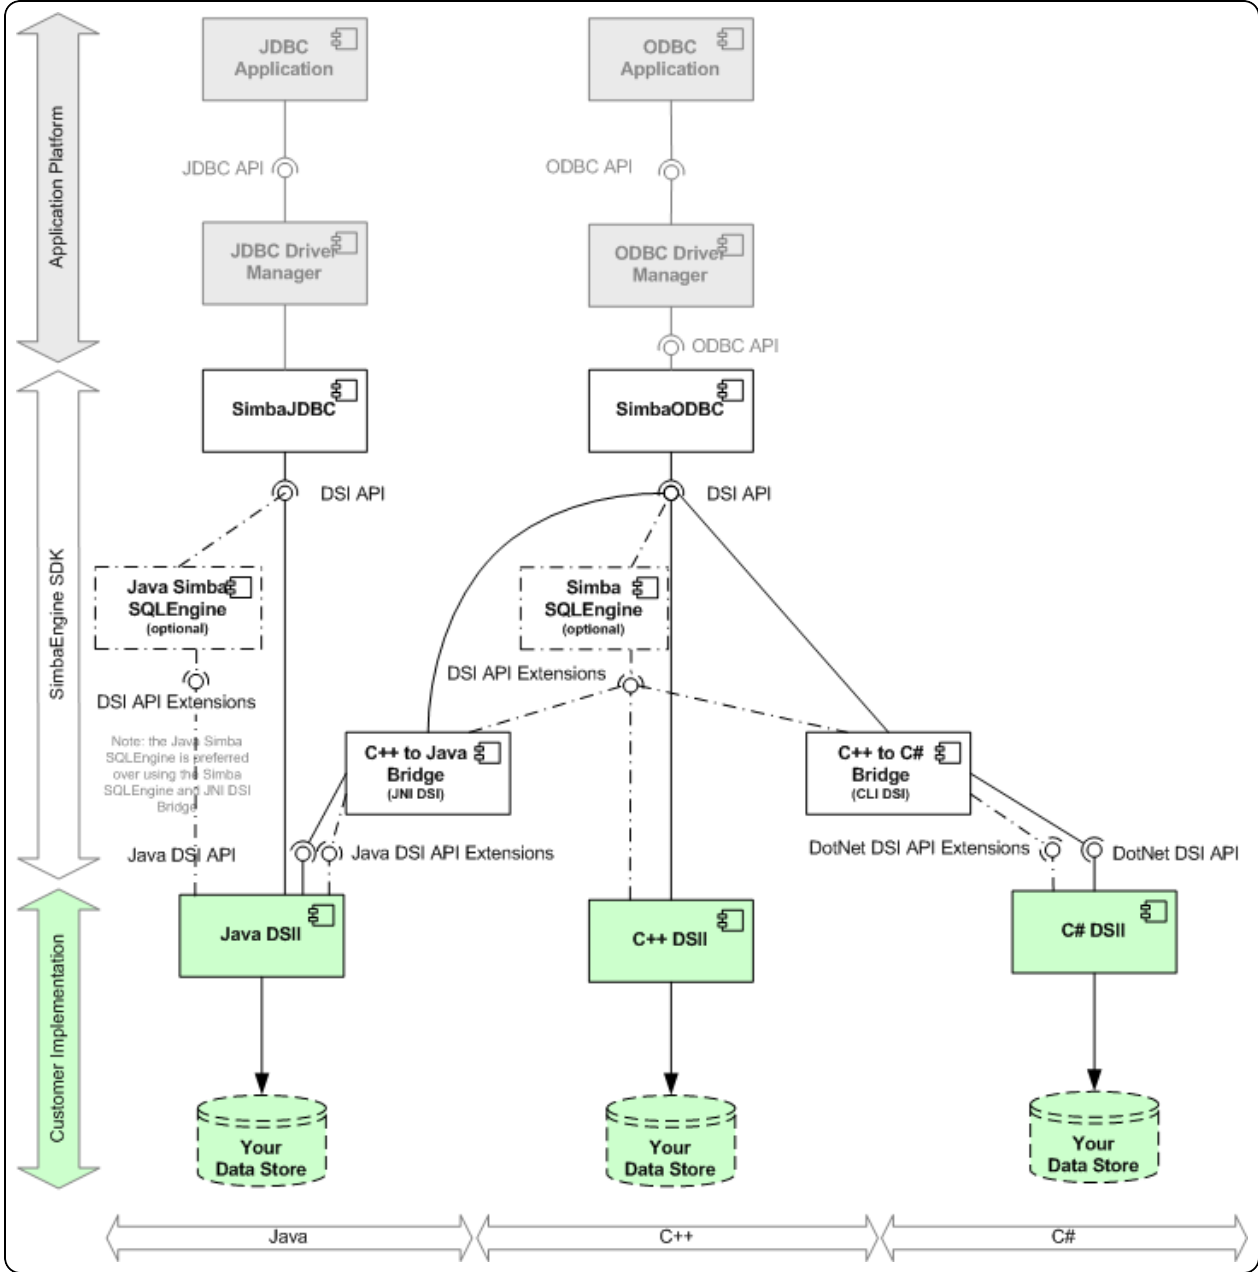 JDBC
Application
ODBC
Application
JDBC API
ODBC API
Application Platform
JDBC Driver
Manager
ODBC Driver
Manager
ODBC API
SimbaJDBC
SimbaODBC
DSI API
DSI API
SimbaEngine SDK
Java Simba
SQLEngine
(optional)
Simba
SQLEngine
(optional)
DSI API Extensions
DSI API Extensions
Note: the Java Simba
SQLEngine is preferred
over using the Simba
SQLEngine and JNI DSI
Bridge
C++ to Java
Bridge
(JNI DSI)
C++ to C#
Bridge
(CLI DSI)
Java DSI API
Java DSI API Extensions
DotNet DSI API Extensions
DotNet DSI API
Customer Implementation
Java DSII
C++ DSII
C# DSII
Your
Data Store
Your
Data Store
Your
Data Store
Java
C++
C#